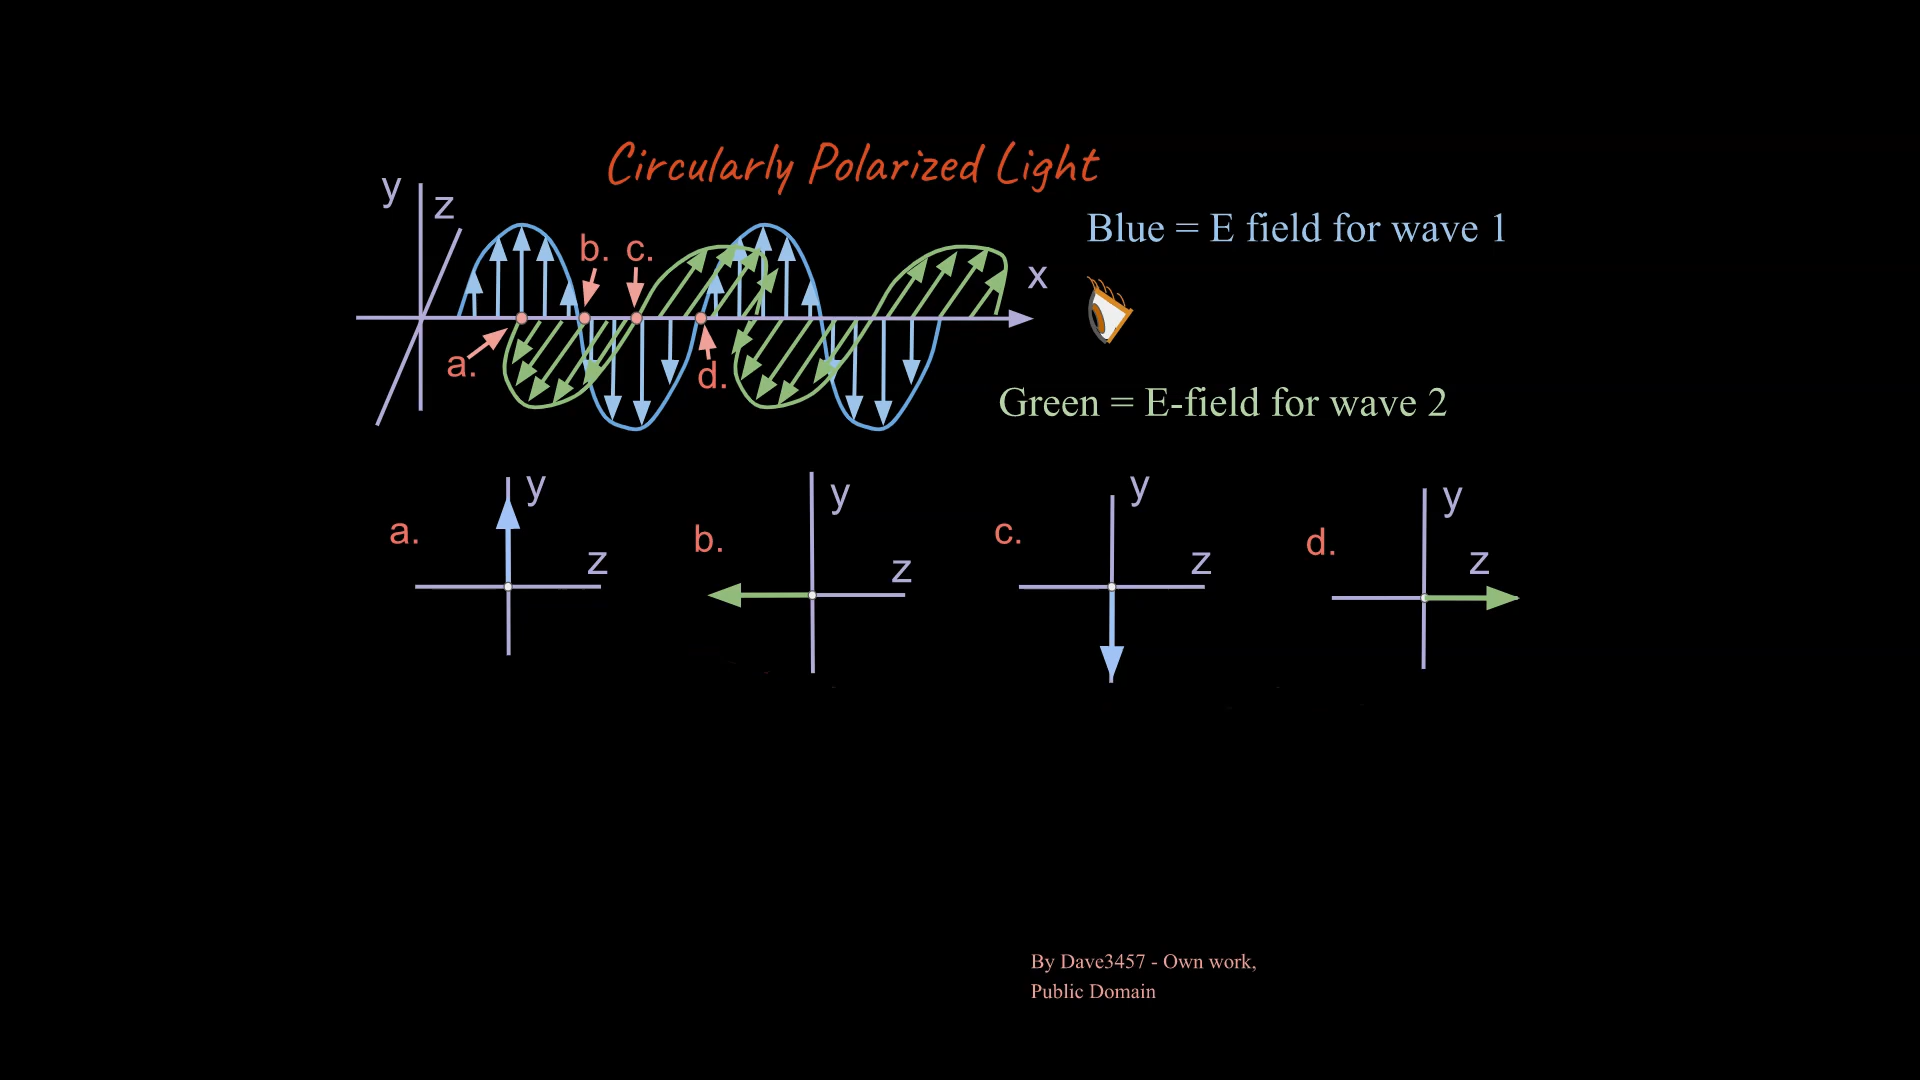 Circularly Polarized Light
y
z
Blue = E field for wave 1
b. c.
x
a.
d.
Green = E-field for wave 2
a. y z
b. y z
c. y z
d. y z
By Dave3457 - Own work,
Public Domain